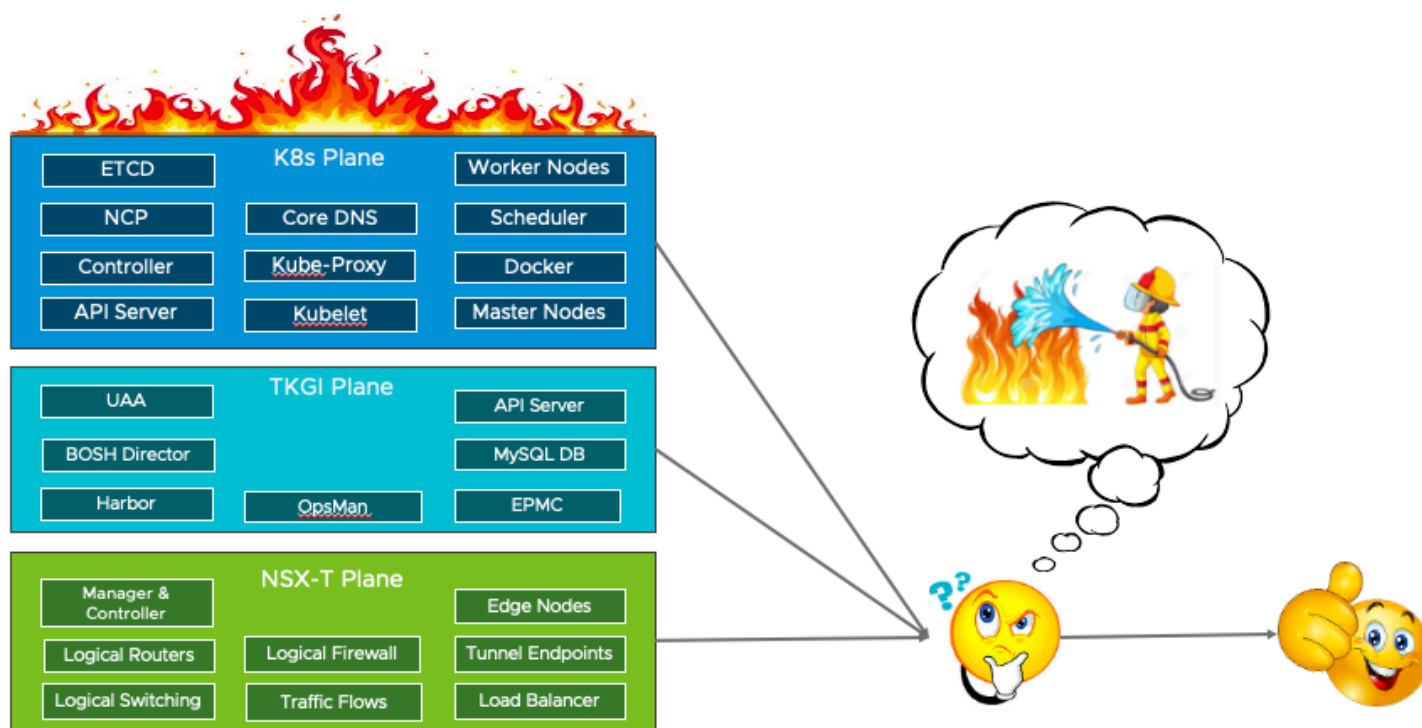 K8s Plane
ETCD
Worker Nodes
NCP
Core DNS
Scheduler
Controller
Kube-Proxy
Docker
API Server
Kubelet
Master Nodes
TKGI Plane
UAA
API Server
BOSH Director
MySQL DB
Harbor
OpsMan
EPMC
NSX-T Plane
Manager &
Controller
Edge Nodes
Logical Routers
Logical Firewall
Tunnel Endpoints
Logical Switching
Traffic Flows
Load Balancer
??